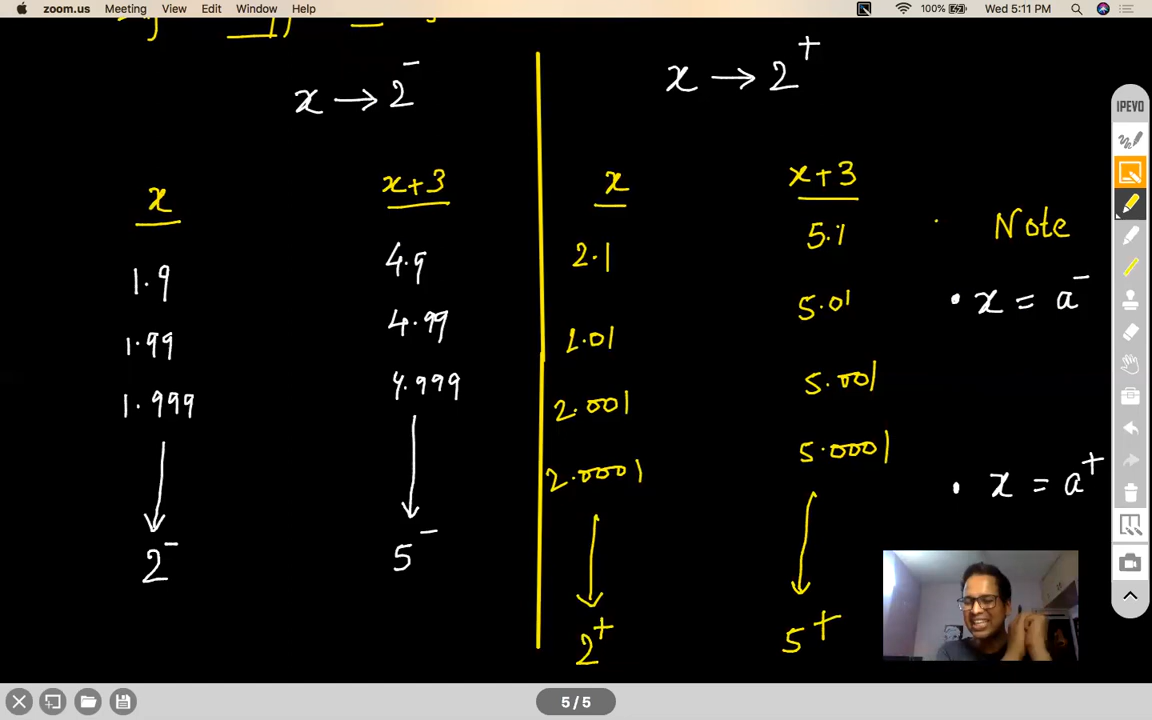 zoom.us Meeting View Edit Window Help 100% Wed 5:11 PM
x → 2⁻
x
x+3
1.9
4.9
1.99
4.99
1.999
4.999
2⁻
5⁻
x → 2⁺
x
x+3
2.1
5.1
2.01
5.01
2.001
5.001
2.0001
5.0001
2⁺
5⁺
Note
• x = a⁻
• x = a⁺
IPEVO
5 / 5